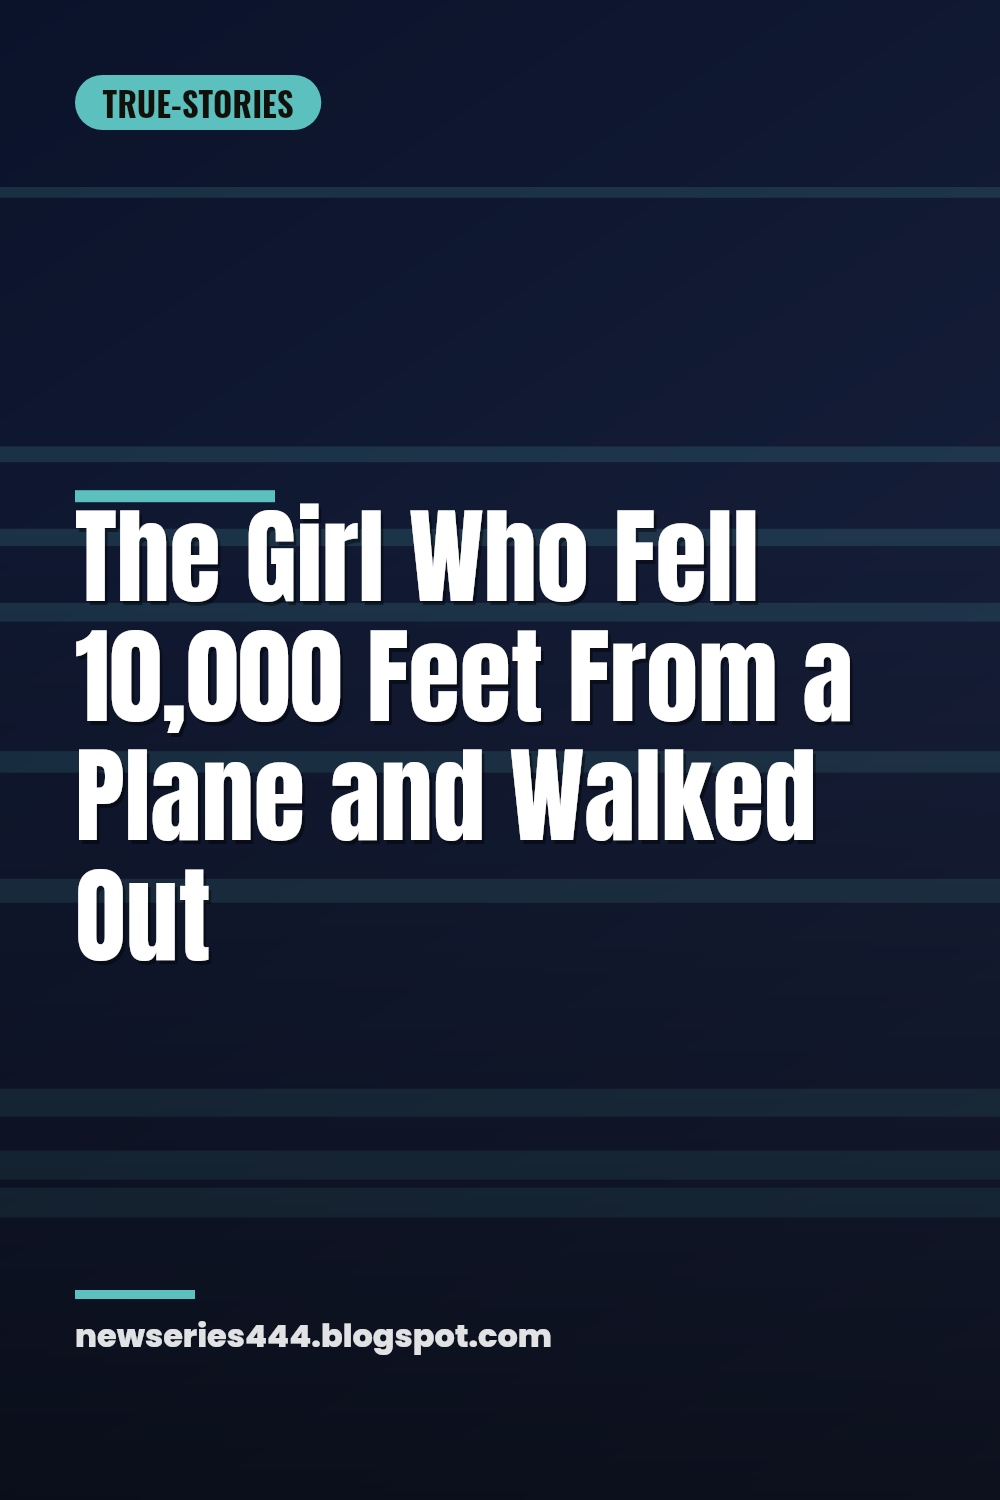 TRUE-STORIES
The Girl Who Fell
10,000 Feet From a
Plane and Walked
Out
newseries444.blogspot.com